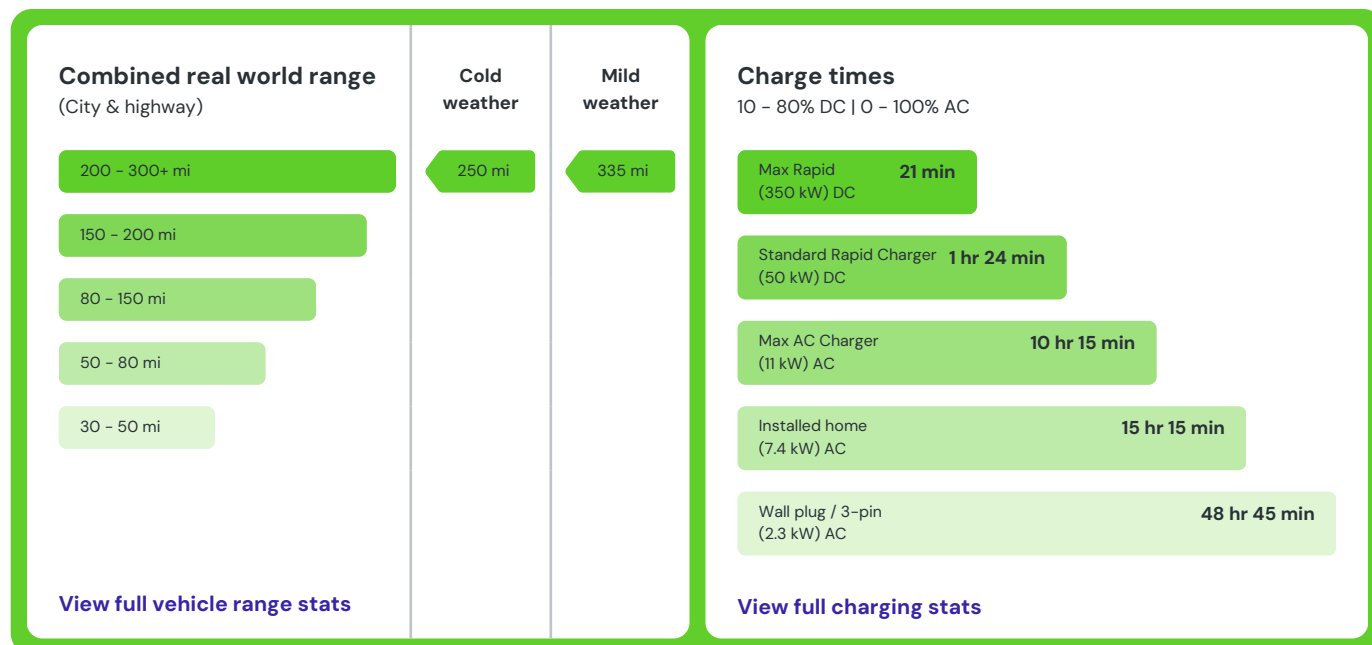 Combined real world range
(City & highway)
Cold
weather
Mild
weather
200 - 300+ mi
250 mi
335 mi
150 - 200 mi
80 - 150 mi
50 - 80 mi
30 - 50 mi
View full vehicle range stats
Charge times
10 - 80% DC | 0 - 100% AC
Max Rapid
(350 kW) DC
21 min
Standard Rapid Charger
(50 kW) DC
1 hr 24 min
Max AC Charger
(11 kW) AC
10 hr 15 min
Installed home
(7.4 kW) AC
15 hr 15 min
Wall plug / 3-pin
(2.3 kW) AC
48 hr 45 min
View full charging stats